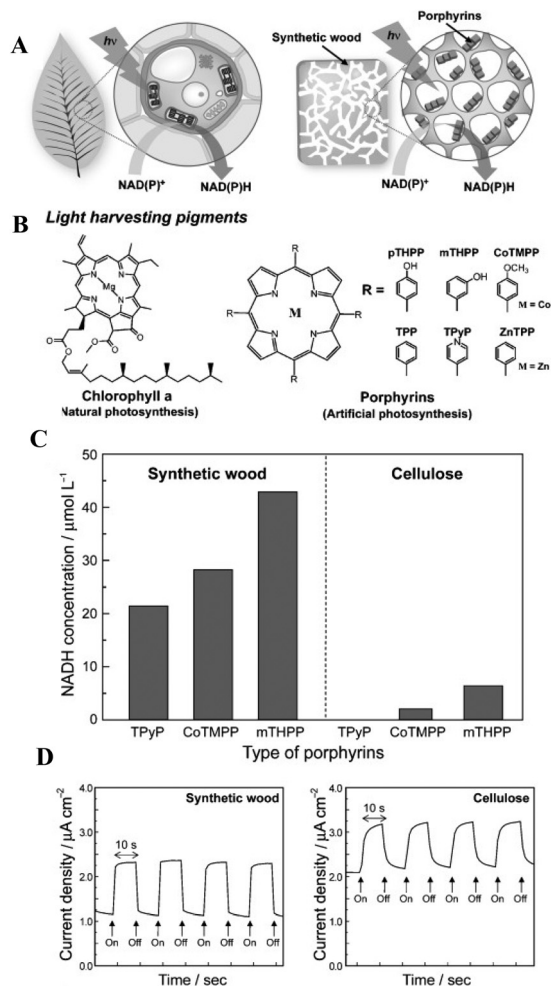 A
hν
NAD(P)+
NAD(P)H
Synthetic wood
Porphyrins
hν
NAD(P)+
NAD(P)H
B
Light harvesting pigments
N
N
Mg
N
N
O
O
O
CH₃O
O
Chlorophyll a
(Natural photosynthesis)
R
R
R
R
N
N
N
N
M
Porphyrins
(Artificial photosynthesis)
R =
pTHPP
mTHPP
CoTMPP
OH
OH
OCH₃
M = Co
TPP
TPyP
ZnTPP
N
M = Zn
C
Synthetic wood
Cellulose
NADH concentration / μmol L⁻¹
50
40
30
20
10
0
TPyP CoTMPP mTHPP TPyP CoTMPP mTHPP
Type of porphyrins
D
Synthetic wood
Current density / μA cm⁻²
4.0
3.0
2.0
1.0
0.0
10 s
On Off On Off On Off On Off
Time / sec
Cellulose
Current density / μA cm⁻²
4.0
3.0
2.0
1.0
0.0
10 s
On Off On Off On Off On Off
Time / sec